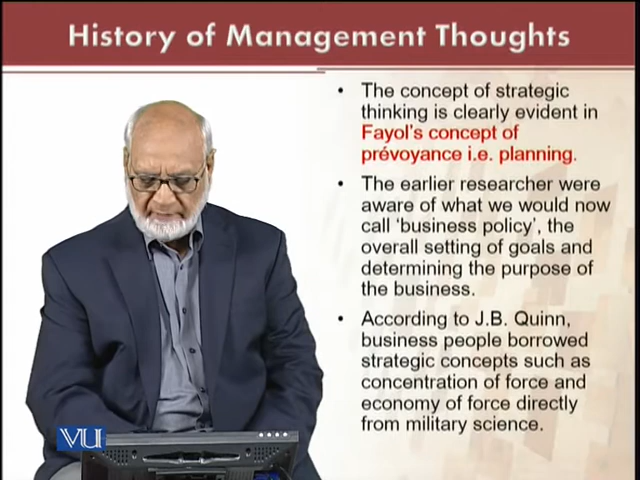 History of Management Thoughts
• The concept of strategic
thinking is clearly evident in
Fayol's concept of
prévoyance i.e. planning.
• The earlier researcher were
aware of what we would now
call 'business policy', the
overall setting of goals and
determining the purpose of
the business.
• According to J.B. Quinn,
business people borrowed
strategic concepts such as
concentration of force and
economy of force directly
from military science.
VU